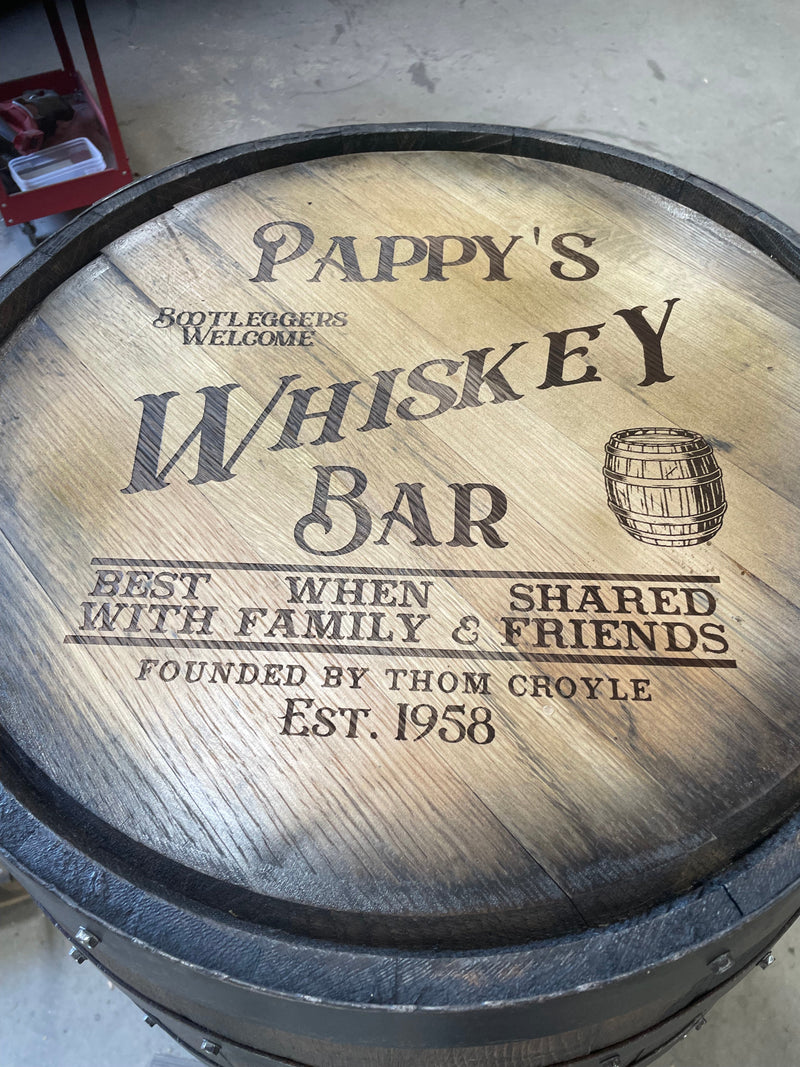 Pappy's
Bootleggers
Welcome
Whiskey
Bar
BEST WHEN SHARED
WITH FAMILY & FRIENDS
FOUNDED BY THOM CROYLE
Est. 1958